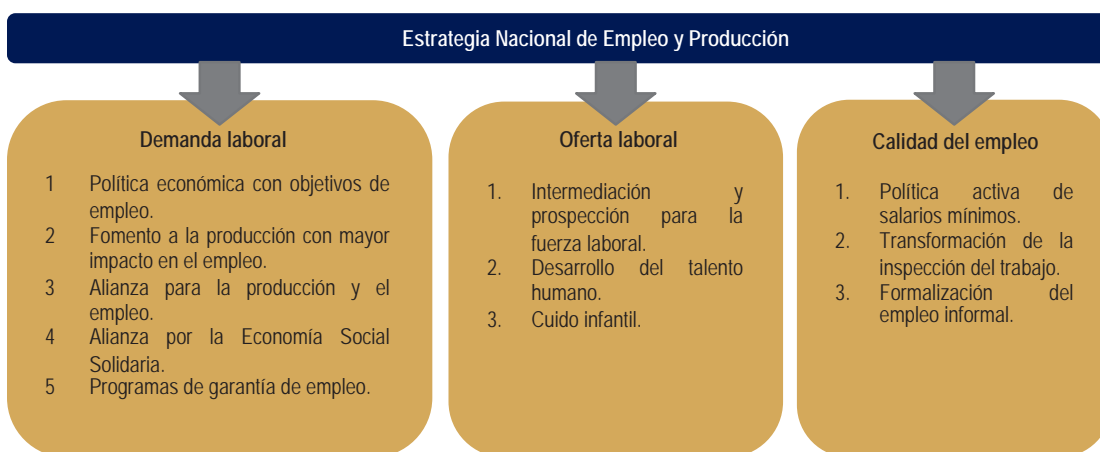 Estrategia Nacional de Empleo y Producción
Demanda laboral
1 Política económica con objetivos de
empleo.
2 Fomento a la producción con mayor
impacto en el empleo.
3 Alianza para la producción y el
empleo.
4 Alianza por la Economía Social
Solidaria.
5 Programas de garantía de empleo.
Oferta laboral
1. Intermediación y
prospección para la
fuerza laboral.
2. Desarrollo del talento
humano.
3. Cuido infantil.
Calidad del empleo
1. Política activa de
salarios mínimos.
2. Transformación de la
inspección del trabajo.
3. Formalización del
empleo informal.